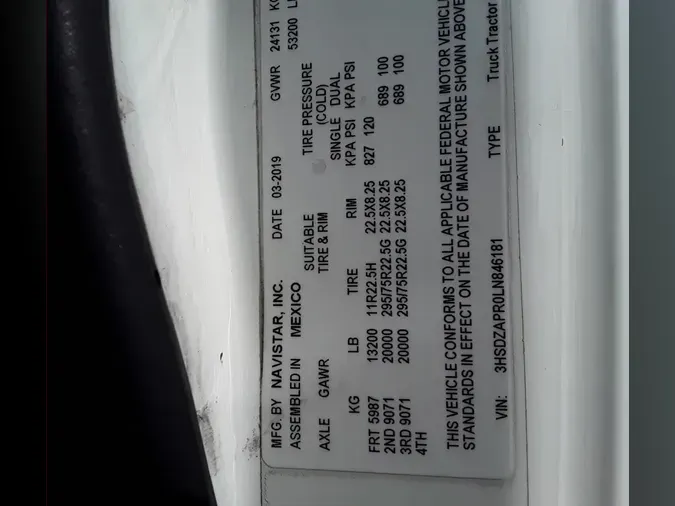 MFG. BY NAVISTAR, INC. DATE 03-2019 GVWR 24131
ASSEMBLED IN MEXICO 53200
AXLE GAWR SUITABLE TIRE & RIM TIRE PRESSURE (COLD)
SINGLE DUAL
KG LB TIRE RIM KPA PSI KPA PSI
FRT 5987 13200 11R22.5H 22.5X8.25 827 120
2ND 9071 20000 295/75R22.5G 22.5X8.25 689 100
3RD 9071 20000 295/75R22.5G 22.5X8.25 689 100
4TH
THIS VEHICLE CONFORMS TO ALL APPLICABLE FEDERAL MOTOR
STANDARDS IN EFFECT ON THE DATE OF MANUFACTURE SHOWN ABOVE
VIN: 3HSDZAPR0LN846181 TYPE Truck Tractor